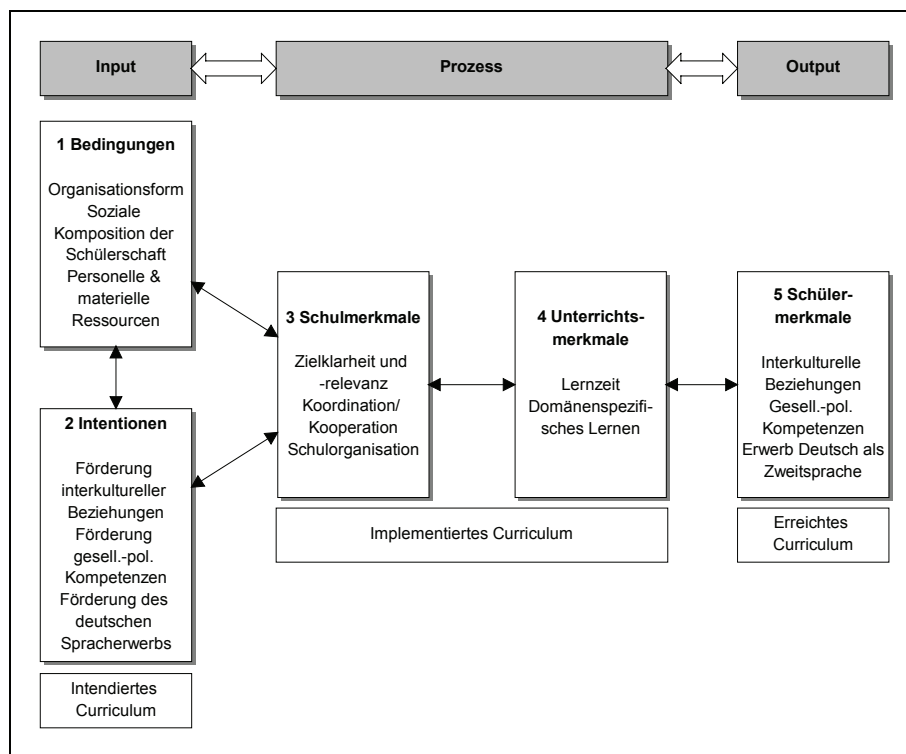 Input
Prozess
Output
1 Bedingungen
Organisationsform
Soziale
Komposition der
Schülerschaft
Personelle &
materielle
Ressourcen
2 Intentionen
Förderung
interkultureller
Beziehungen
Förderung
gesell.-pol.
Kompetenzen
Förderung des
deutschen
Spracherwerbs
Intendiertes
Curriculum
3 Schulmerkmale
Zielklarheit und
-relevanz
Koordination/
Kooperation
Schulorganisation
4 Unterrichts-
merkmale
Lernzeit
Domänenspezifi-
sches Lernen
Implementiertes Curriculum
5 Schüler-
merkmale
Interkulturelle
Beziehungen
Gesell.-pol.
Kompetenzen
Erwerb Deutsch als
Zweitsprache
Erreichtes
Curriculum